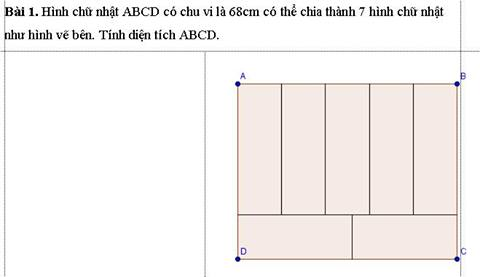 Bài 1. Hình chữ nhật ABCD có chu vi là 68cm có thể chia thành 7 hình chữ nhật
như hình vẽ bên. Tính diện tích ABCD.
A B
D C